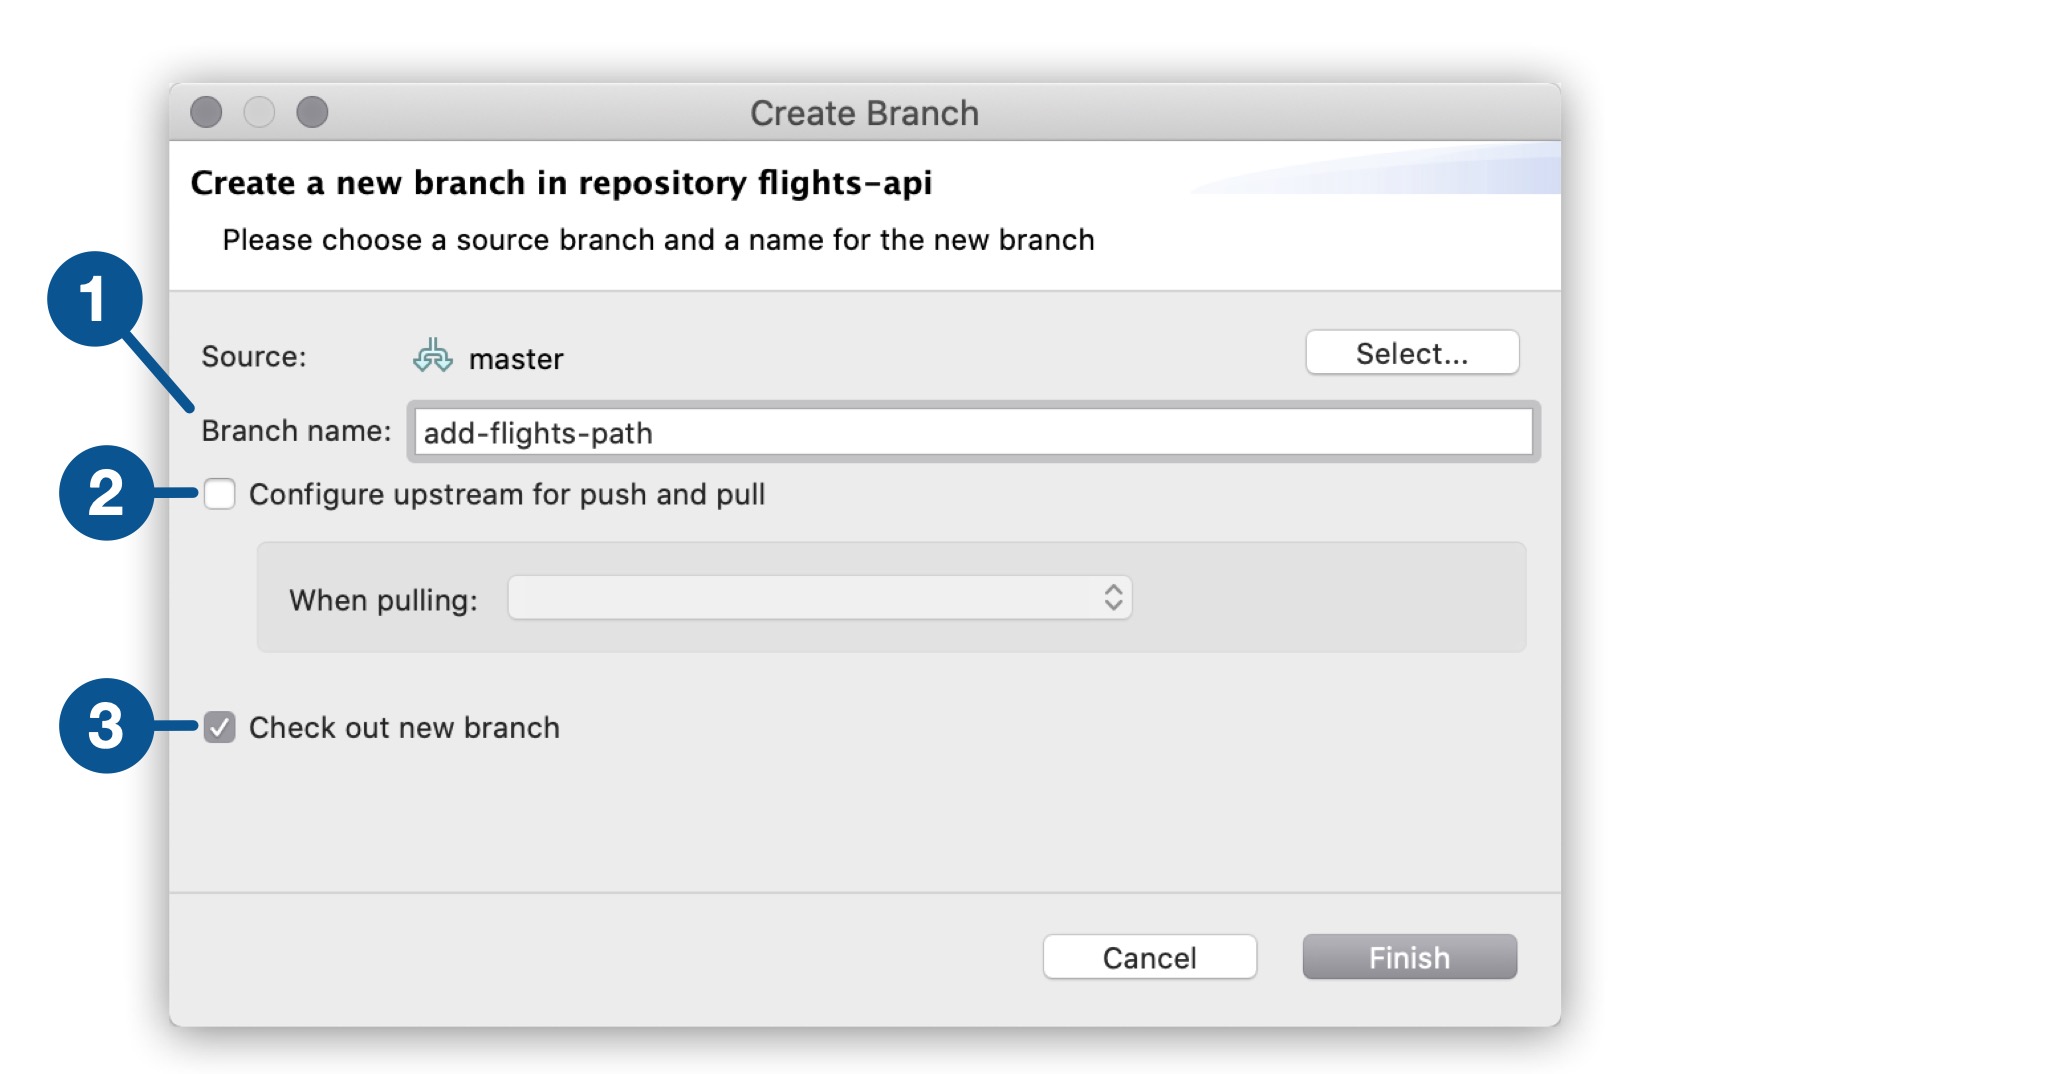 Create Branch
Create a new branch in repository flights-api
Please choose a source branch and a name for the new branch
1
Source: master Select...
Branch name: add-flights-path
2 Configure upstream for push and pull
When pulling:
3 Check out new branch
Cancel Finish